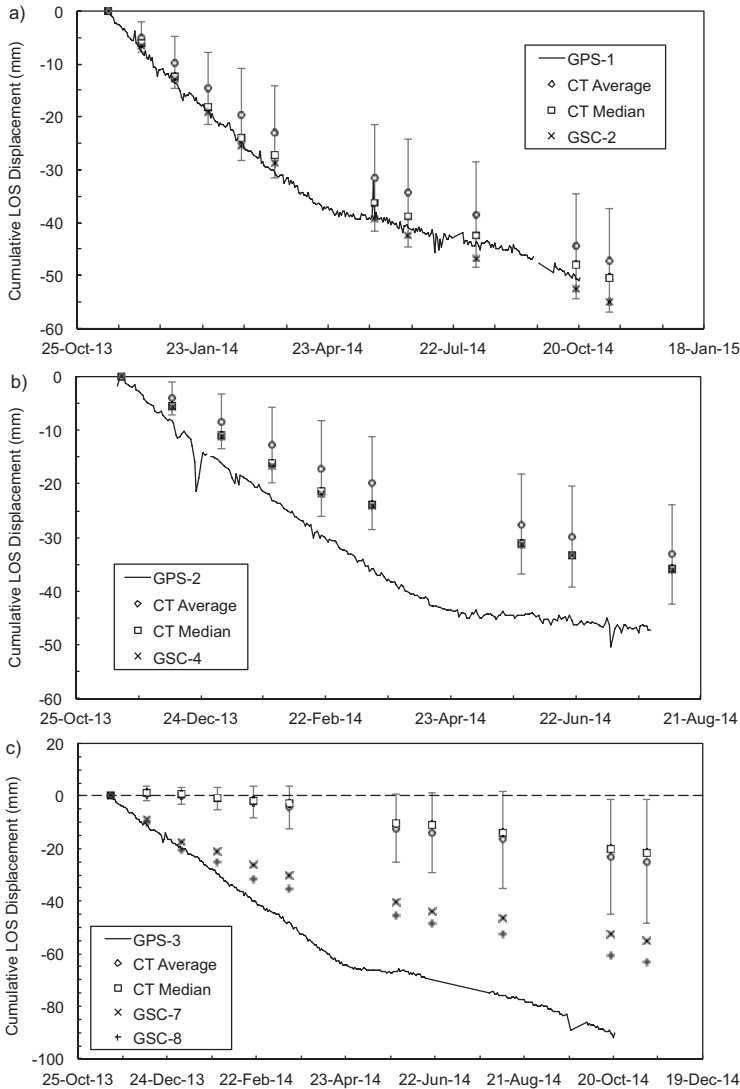 a)
Cumulative LOS Displacement (mm)
0
-10
-20
-30
-40
-50
-60
GPS-1
CT Average
CT Median
GSC-2
25-Oct-13 23-Jan-14 23-Apr-14 22-Jul-14 20-Oct-14 18-Jan-15
b)
Cumulative LOS Displacement (mm)
0
-10
-20
-30
-40
-50
-60
GPS-2
CT Average
CT Median
GSC-4
25-Oct-13 24-Dec-13 22-Feb-14 23-Apr-14 22-Jun-14 21-Aug-14
c)
Cumulative LOS Displacement (mm)
20
0
-20
-40
-60
-80
-100
GPS-3
CT Average
CT Median
GSC-7
GSC-8
25-Oct-13 24-Dec-13 22-Feb-14 23-Apr-14 22-Jun-14 21-Aug-14 20-Oct-14 19-Dec-14